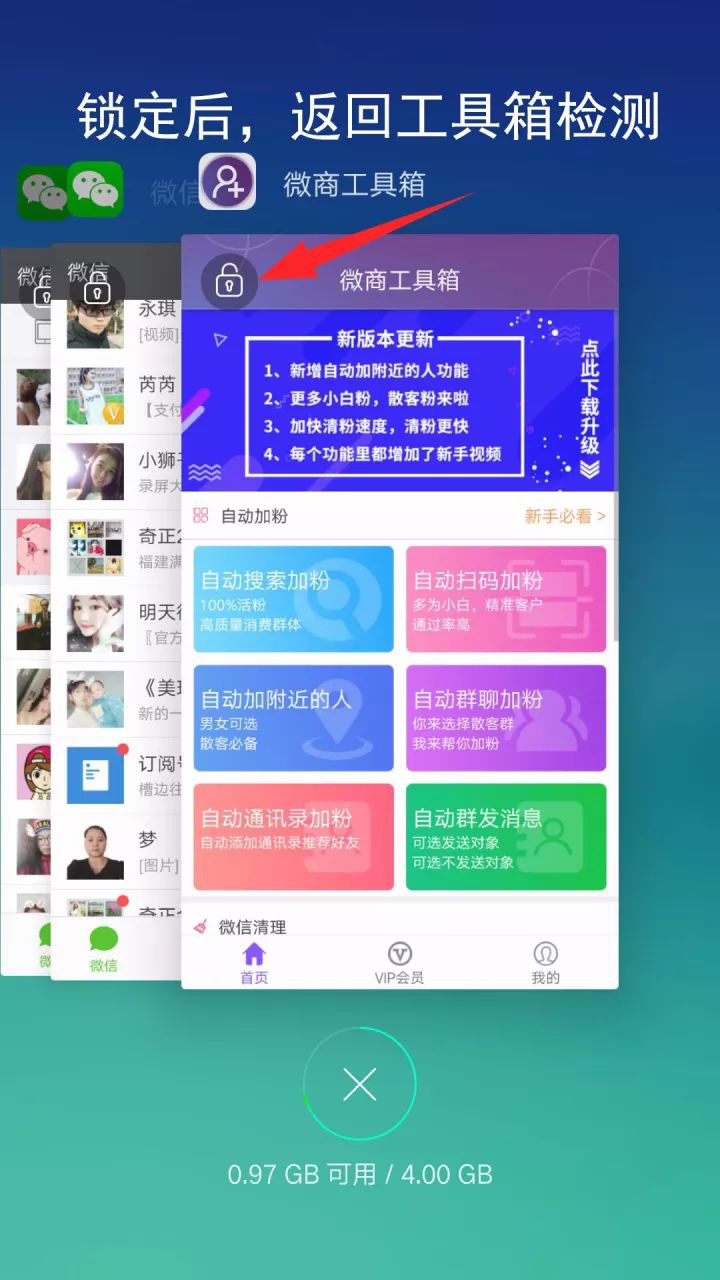 锁定后，返回工具箱检测
微信
微商工具箱
微信
微信
微商工具箱
永琪
[视频]
芮芮
【支付
小狮子
录屏大
奇正2
福建满
明天很
〖官方
《美琪
新的一
订阅号
槽边往
梦
[图片]
奇正
微信
微信
新版本更新
1、新增自动加附近的人功能
2、更多小白粉，散客粉来啦
3、加快清粉速度，清粉更快
4、每个功能里都增加了新手视频
点此下载升级
自动加粉
新手必看 >
自动搜索加粉
100%活粉
高质量消费群体
自动扫码加粉
多为小白，精准客户
通过率高
自动加附近的人
男女可选
散客必备
自动群聊加粉
你来选择散客群
我来帮你加粉
自动通讯录加粉
自动添加通讯录推荐好友
自动群发消息
可选发送对象
可选不发送对象
微信清理
首页
VIP会员
我的
0.97 GB 可用 / 4.00 GB